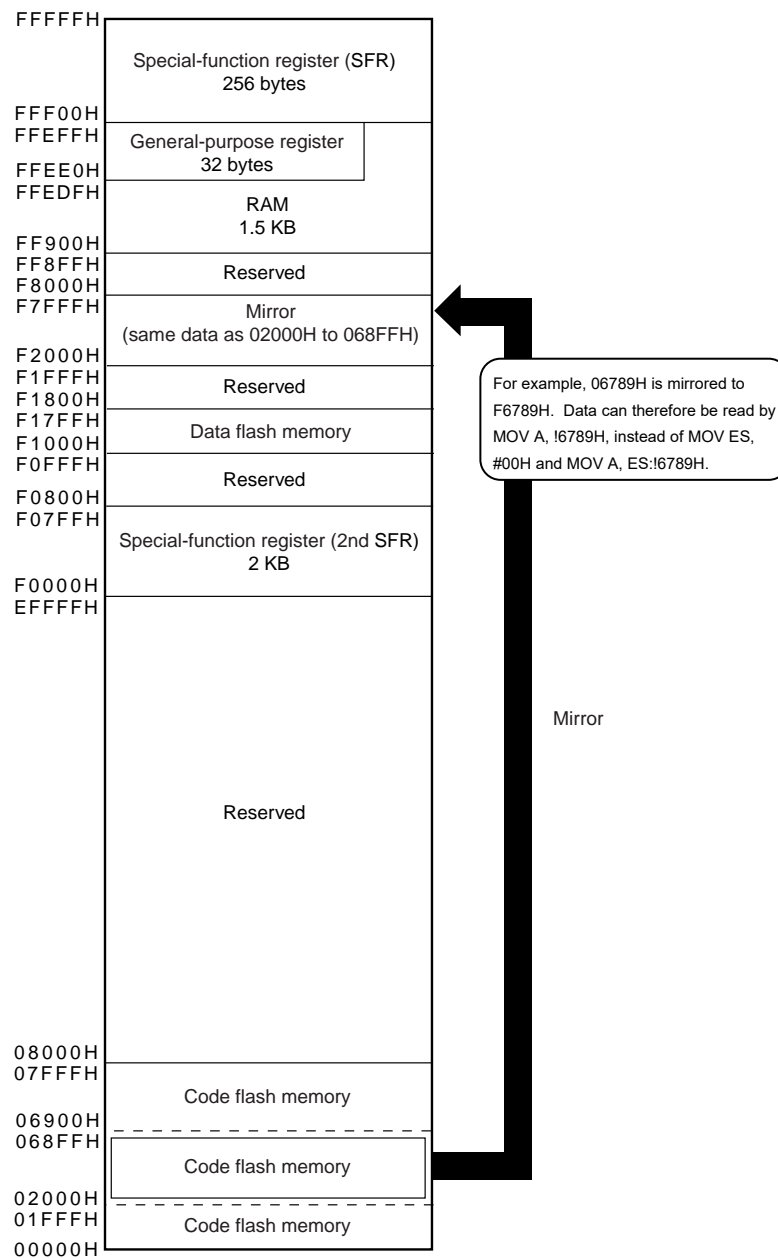 FFFFFH
Special-function register (SFR)
256 bytes
FFF00H
FFEFFH
General-purpose register
32 bytes
FFEE0H
FFEDFH
RAM
1.5 KB
FF900H
FF8FFH
Reserved
F8000H
F7FFFH
Mirror
(same data as 02000H to 068FFH)
F2000H
F1FFFH
Reserved
F1800H
F17FFH
Data flash memory
F1000H
F0FFFH
Reserved
F0800H
F07FFH
Special-function register (2nd SFR)
2 KB
F0000H
EFFFFH
For example, 06789H is mirrored to
F6789H. Data can therefore be read by
MOV A, !6789H, instead of MOV ES,
#00H and MOV A, ES:!6789H.
Mirror
Reserved
08000H
07FFFH
Code flash memory
06900H
068FFH
Code flash memory
02000H
01FFFH
Code flash memory
00000H